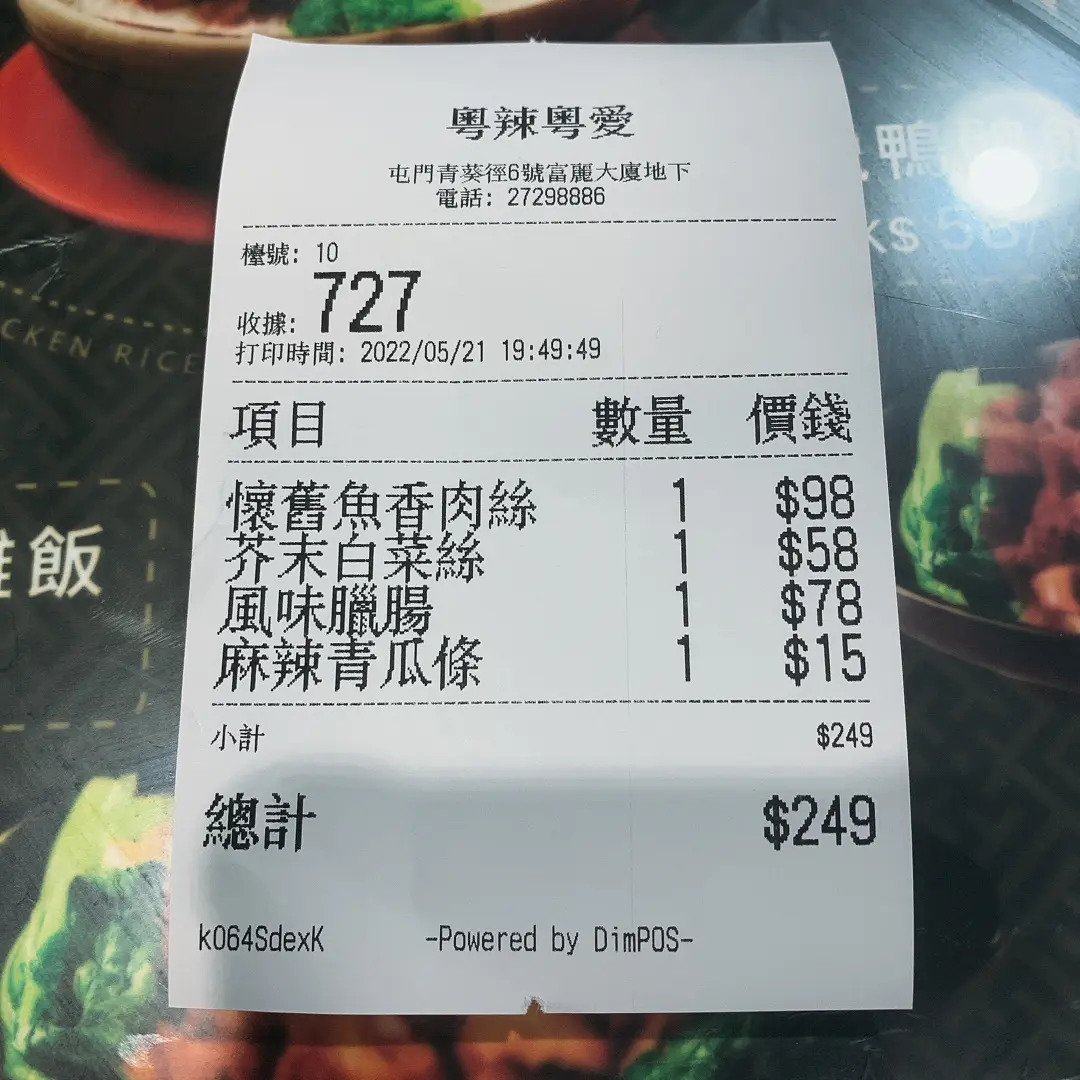 粵辣粵愛
屯門青葵徑6號富麗大廈地下
電話: 27298886
檯號: 10
收據: 727
打印時間: 2022/05/21 19:49:49
項目 數量 價錢
懷舊魚香肉絲 1 $98
芥末白菜絲 1 $58
風味臘腸 1 $78
麻辣青瓜條 1 $15
小計 $249
總計 $249
k064SdexK -Powered by DimPOS-
鴨
CKEN RICE
飯